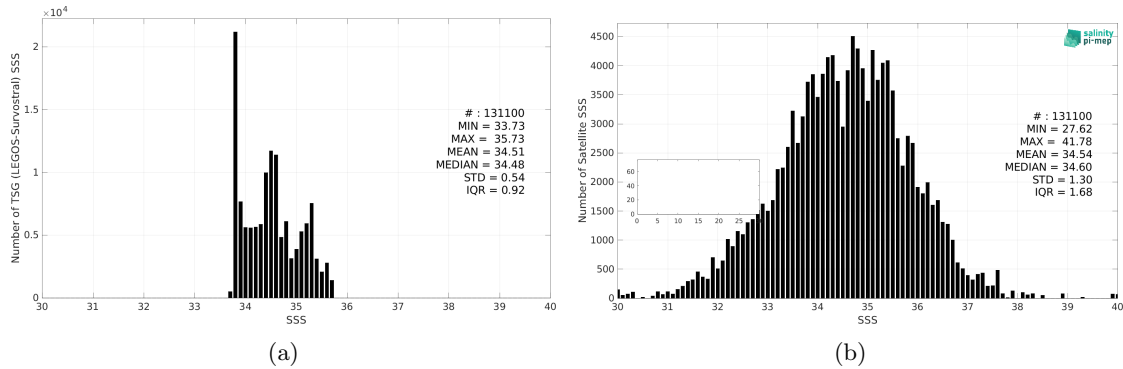 ×10⁴
Number of TSG (LEGOS-Survostral) SSS
2
1.5
1
0.5
0
30 31 32 33 34 35 36 37 38 39 40
SSS
# : 131100
MIN = 33.73
MAX = 35.73
MEAN = 34.51
MEDIAN = 34.48
STD = 0.54
IQR = 0.92
(a)
salinity
pi-mep
Number of Satellite SSS
4500
4000
3500
3000
2500
2000
1500
1000
500
0
30 31 32 33 34 35 36 37 38 39 40
SSS
# : 131100
MIN = 27.62
MAX = 41.78
MEAN = 34.54
MEDIAN = 34.60
STD = 1.30
IQR = 1.68
60
40
20
0
0 5 10 15 20 25
(b)